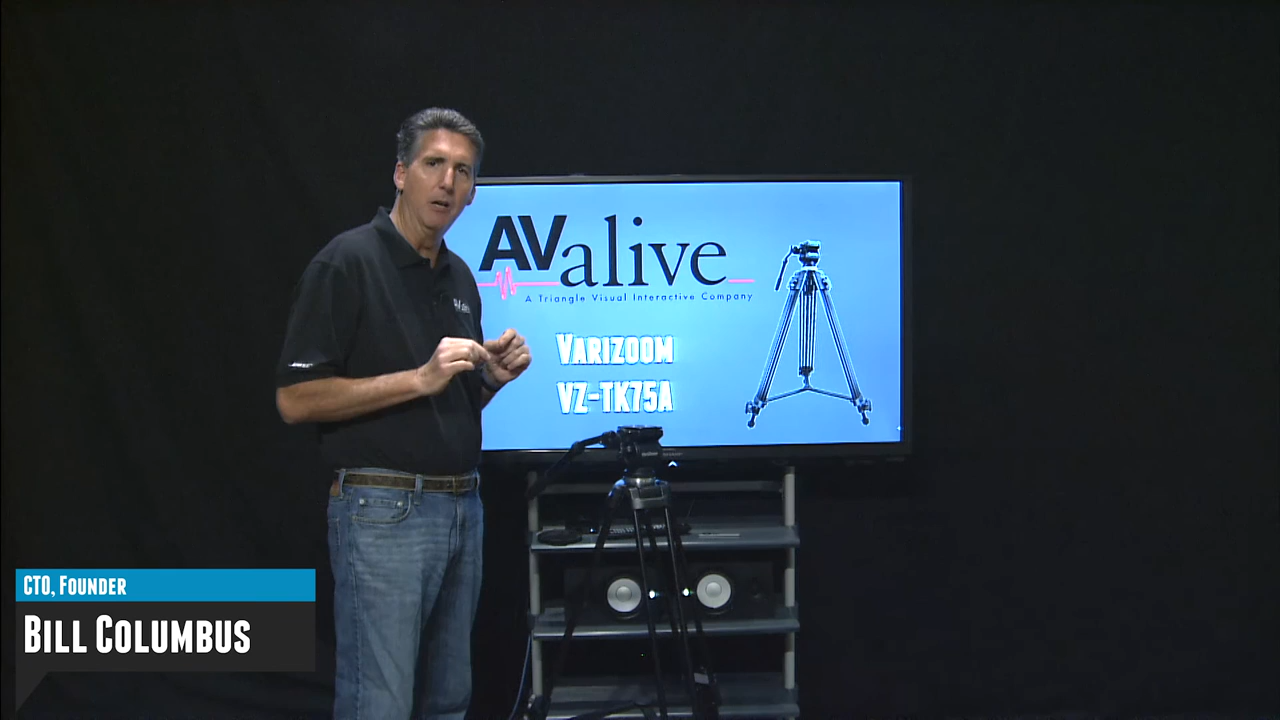 AValive
A Triangle Visual Interactive Company
VARIZOOM
VZ-TK75A
CTO, FOUNDER
BILL COLUMBUS